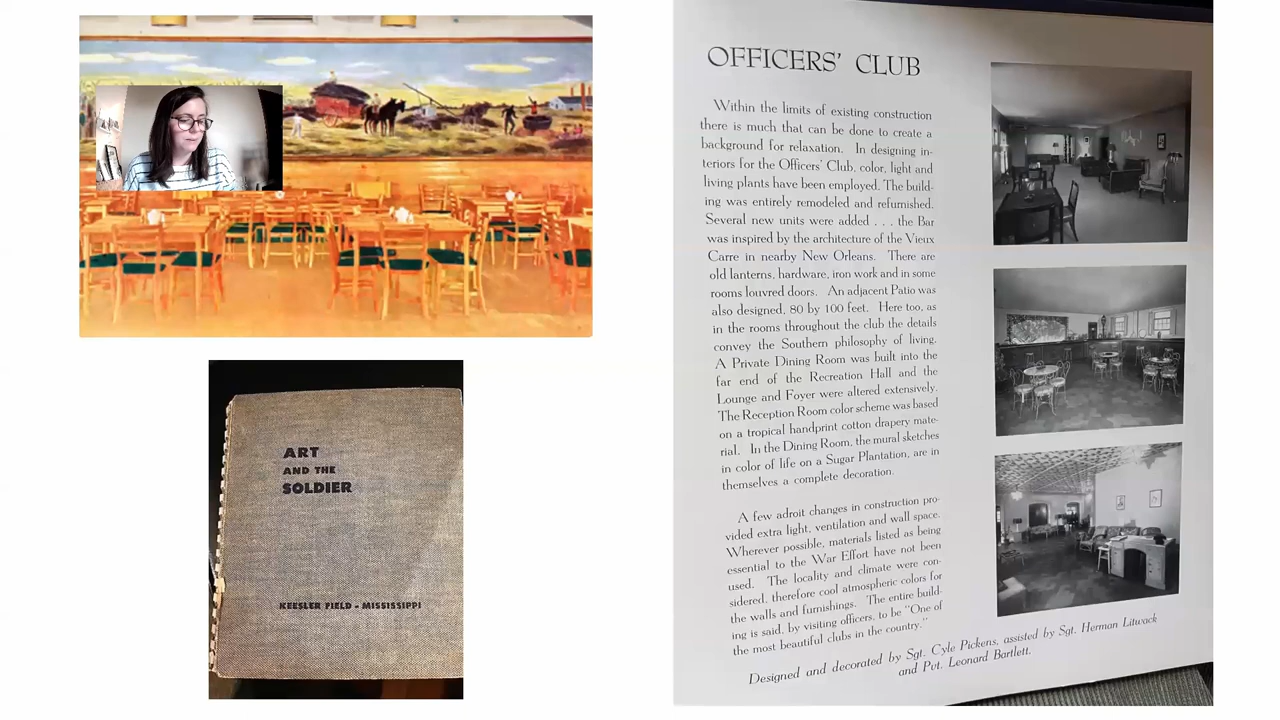 ART
AND THE
SOLDIER
KEESLER FIELD - MISSISSIPPI
OFFICERS' CLUB
Within the limits of existing construction
there is much that can be done to create a
background for relaxation. In designing in-
teriors for the Officers' Club, color, light and
living plants have been employed. The build-
ing was entirely remodeled and refurnished.
Several new units were added . . . the Bar
was inspired by the architecture of the Vieux
Carre in nearby New Orleans. There are
old lanterns, hardware, iron work and in some
rooms louvred doors. An adjacent Patio was
also designed, 80 by 100 feet. Here too, as
in the rooms throughout the club the details
convey the Southern philosophy of living.
A Private Dining Room was built into the
far end of the Recreation Hall and the
Lounge and Foyer were altered extensively.
The Reception Room color scheme was based
on a tropical handprint cotton drapery mate-
rial. In the Dining Room, the mural sketches
in color of life on a Sugar Plantation, are in
themselves a complete decoration.
A few adroit changes in construction pro-
vided extra light, ventilation and wall space.
Wherever possible, materials listed as being
essential to the War Effort have not been
used. The locality and climate were con-
sidered, therefore cool atmospheric colors for
the walls and furnishings. The entire build-
ing is said, by visiting officers, to be "One of
the most beautiful clubs in the country."
Designed and decorated by Sgt. Cyle Pickens, assisted by Sgt. Herman Litwack
and Pvt. Leonard Bartlett.